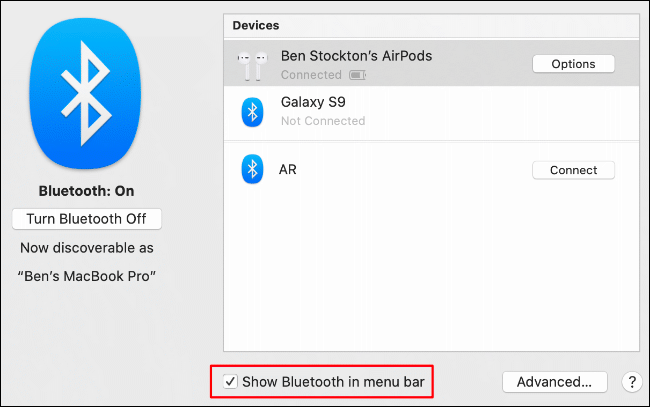 Devices
Ben Stockton's AirPods
Connected
Options
Galaxy S9
Not Connected
AR
Connect
Bluetooth: On
Turn Bluetooth Off
Now discoverable as
“Ben's MacBook Pro”
Show Bluetooth in menu bar
Advanced...
?